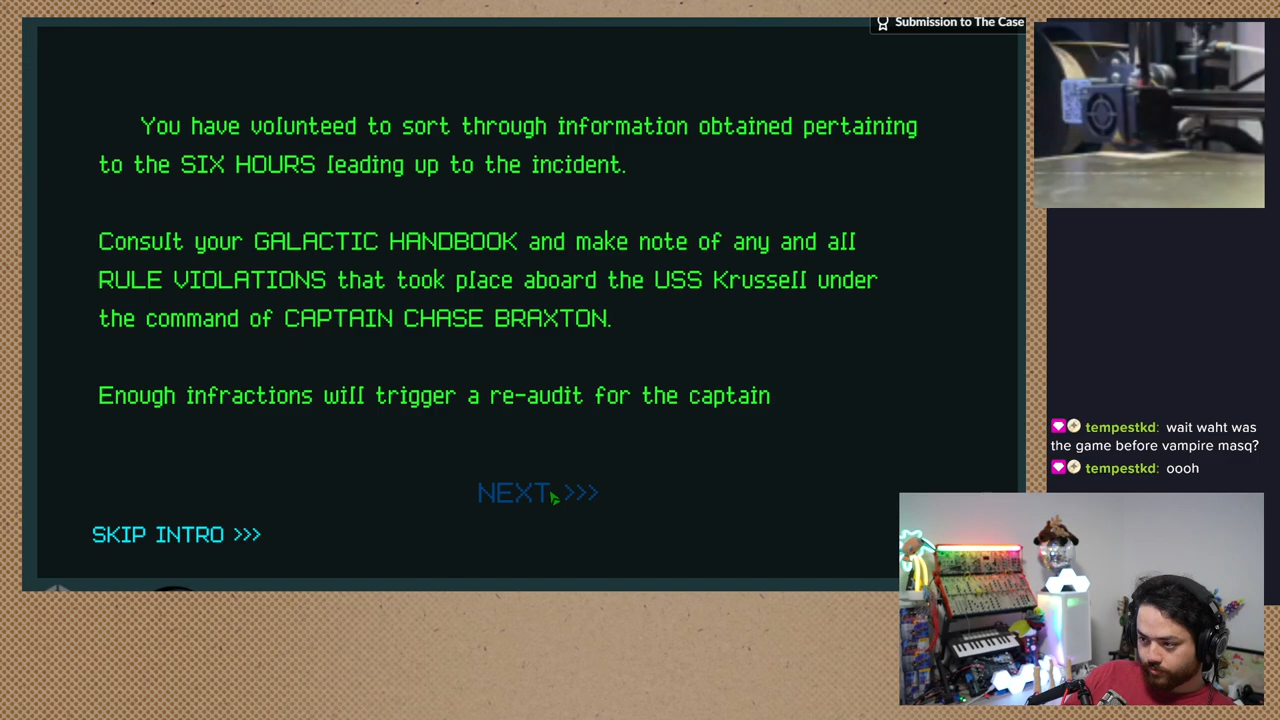 Submission to The Case
You have volunteed to sort through information obtained pertaining
to the SIX HOURS leading up to the incident.
Consult your GALACTIC HANDBOOK and make note of any and all
RULE VIOLATIONS that took place aboard the USS Krussell under
the command of CAPTAIN CHASE BRAXTON.
Enough infractions will trigger a re-audit for the captain
NEXT >>>
SKIP INTRO >>>
tempestkd: wait waht was
the game before vampire masq?
tempestkd: oooh